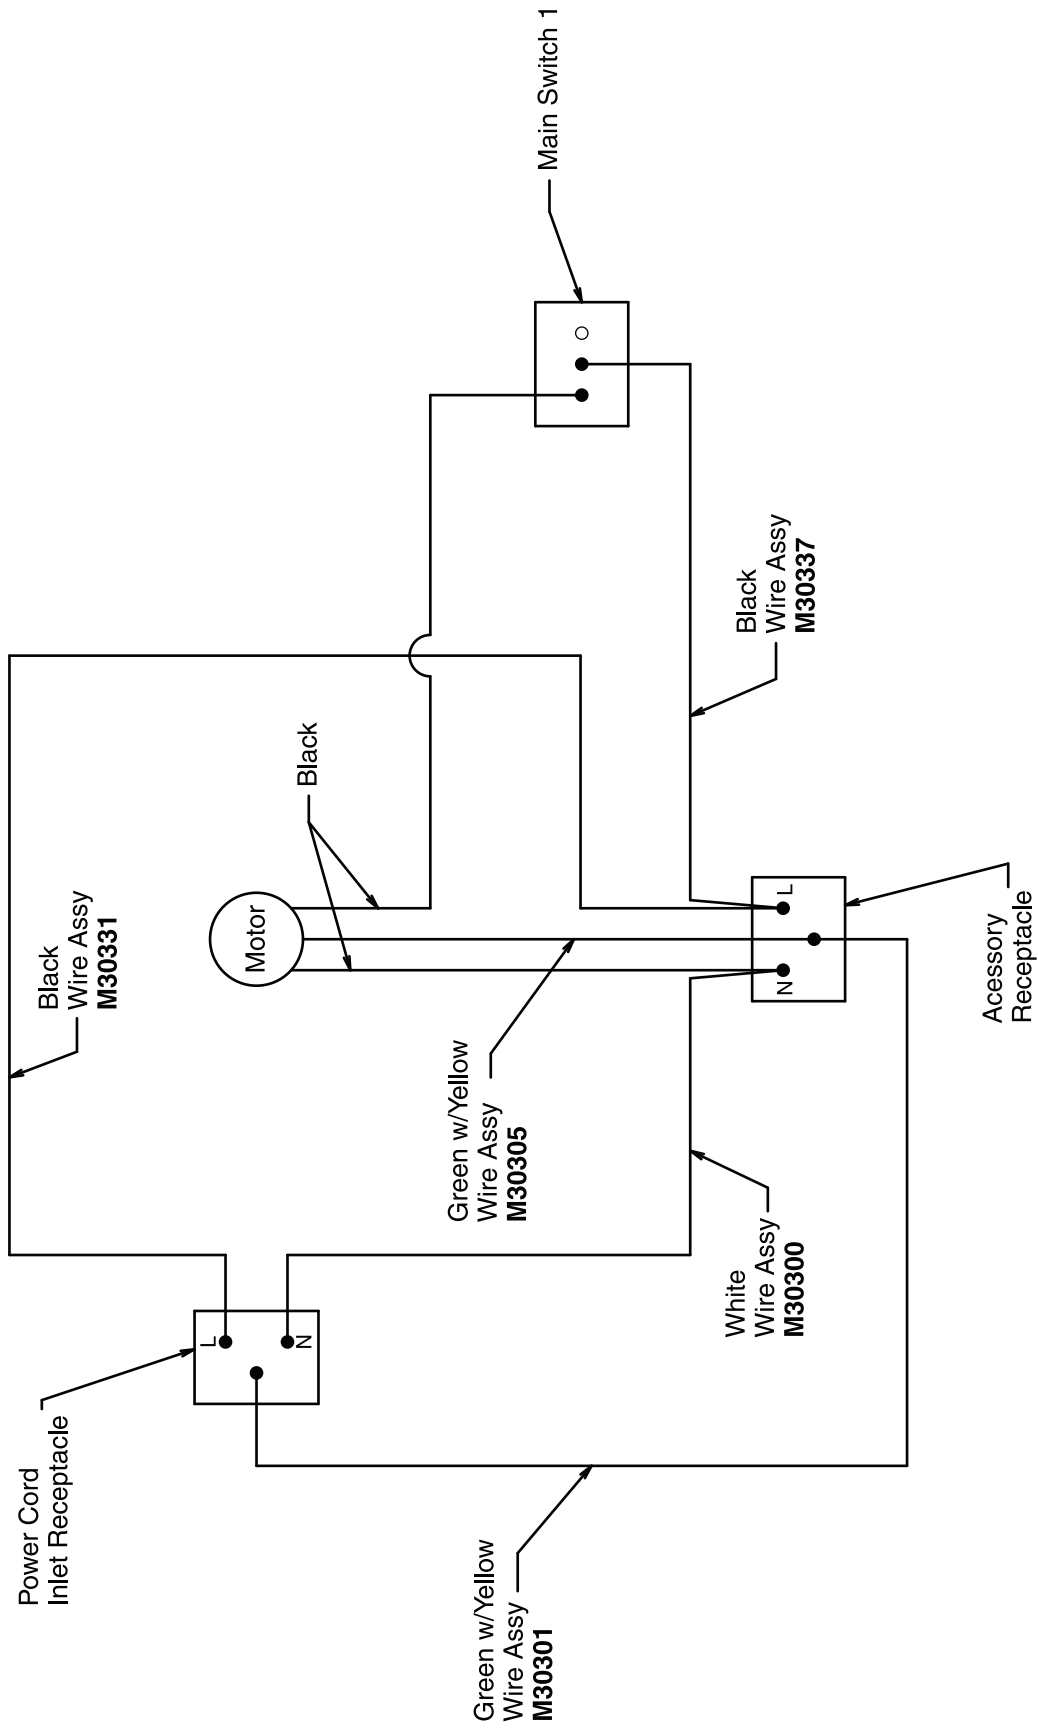 Power Cord
Inlet Receptacle
Black
Wire Assy
M30331
L
N
Motor
Black
Green w/Yellow
Wire Assy
M30305
Green w/Yellow
Wire Assy
M30301
Main Switch 1
White
Wire Assy
M30300
N
L
Black
Wire Assy
M30337
Acessory
Receptacle